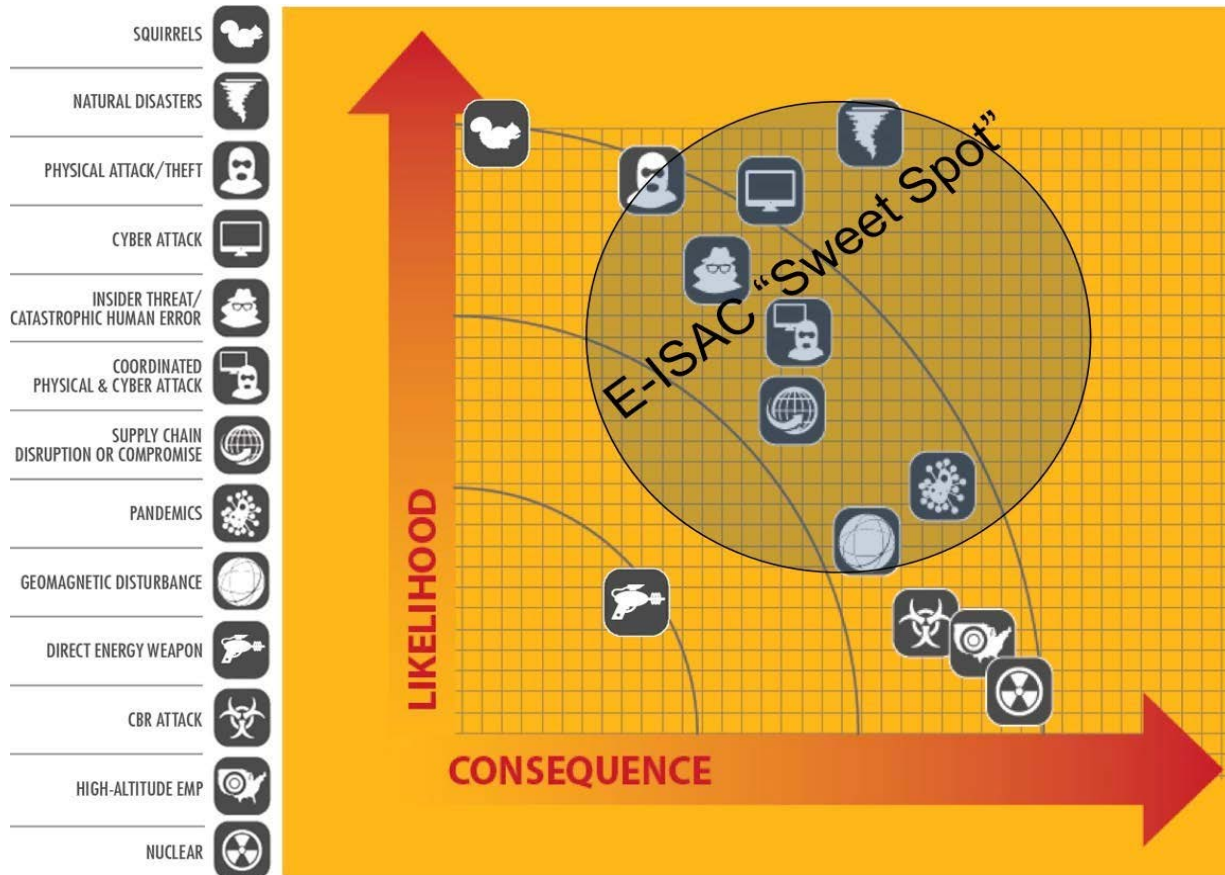 SQUIRRELS
NATURAL DISASTERS
PHYSICAL ATTACK/THEFT
CYBER ATTACK
INSIDER THREAT/
CATASTROPHIC HUMAN ERROR
COORDINATED
PHYSICAL & CYBER ATTACK
SUPPLY CHAIN
DISRUPTION OR COMPROMISE
PANDEMICS
GEOMAGNETIC DISTURBANCE
DIRECT ENERGY WEAPON
CBR ATTACK
HIGH-ALTITUDE EMP
NUCLEAR
LIKELIHOOD
E-ISAC “Sweet Spot”
CONSEQUENCE